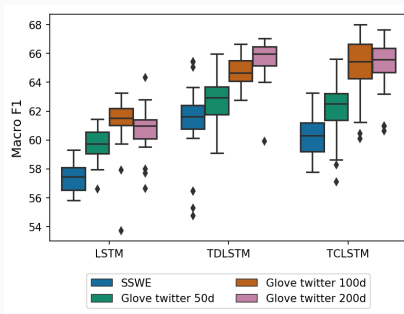 68
66
64
62
60
58
56
54
Macro F1
LSTM TDLSTM TCLSTM
SSWE Glove twitter 100d
Glove twitter 50d Glove twitter 200d